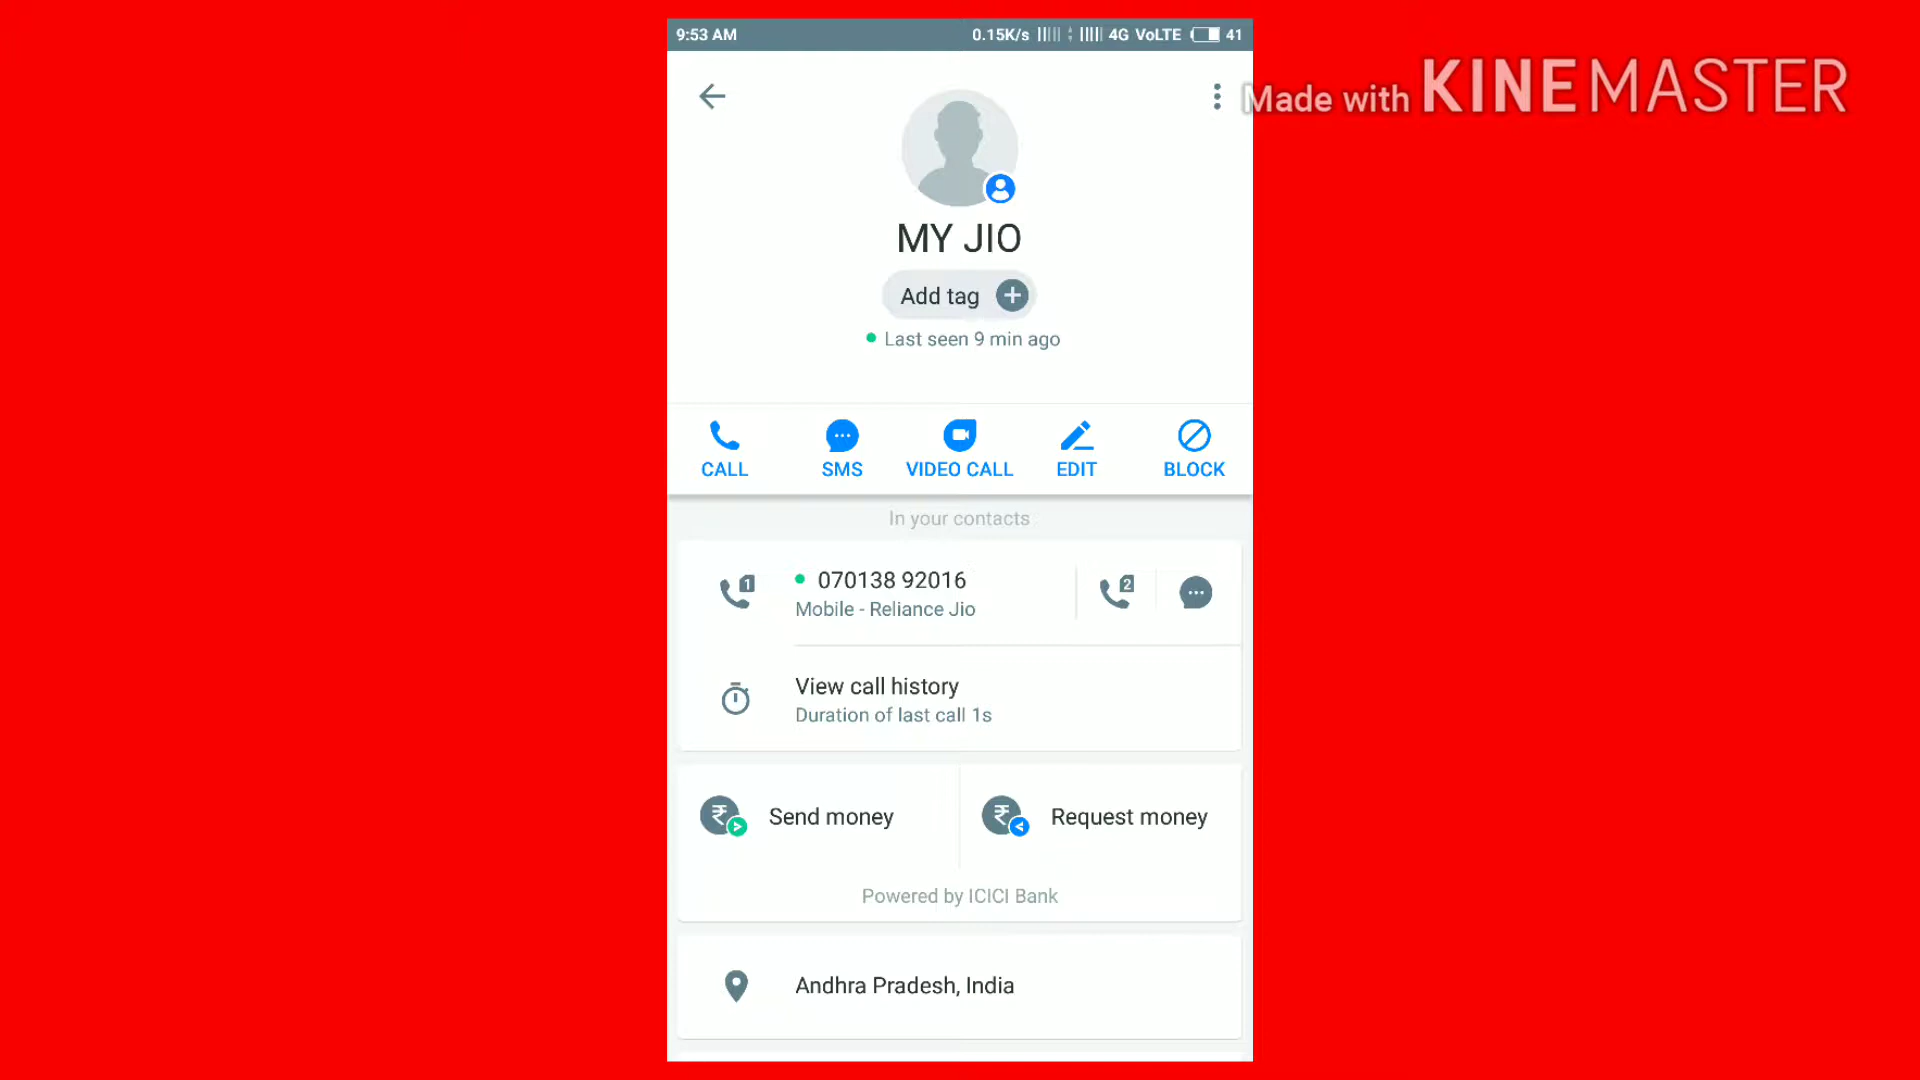 9:53 AM 0.15K/s 4G VoLTE 41
Made with KINEMASTER
MY JIO
Add tag
Last seen 9 min ago
CALL SMS VIDEO CALL EDIT BLOCK
In your contacts
1 070138 92016 2
Mobile - Reliance Jio
View call history
Duration of last call 1s
₹ Send money ₹ Request money
Powered by ICICI Bank
Andhra Pradesh, India